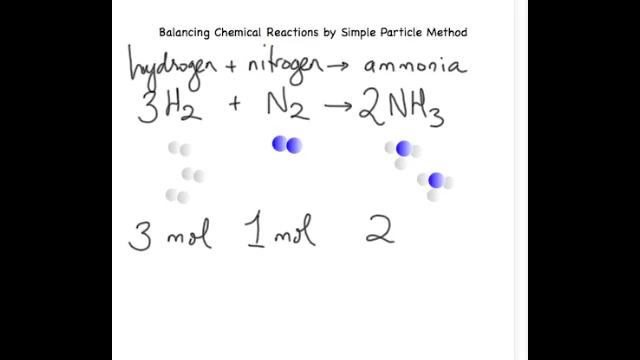 Balancing Chemical Reactions by Simple Particle Method
hydrogen + nitrogen → ammonia
3H2 + N2 → 2NH3
3 mol 1 mol 2